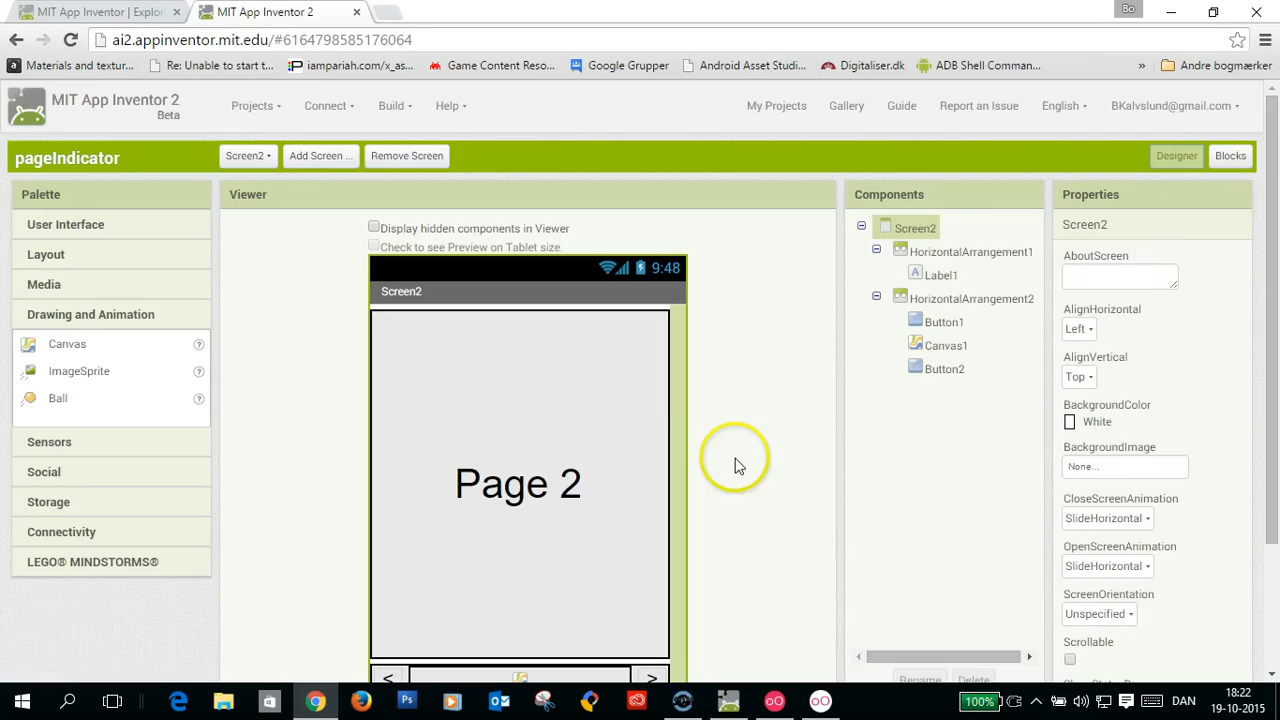 MIT App Inventor | Explor
MIT App Inventor 2
Bo
ai2.appinventor.mit.edu/#6164798585176064
Materials and textur...
Re: Unable to start t...
iampariah.com/x_as...
Game Content Reso...
Google Grupper
Android Asset Studi...
Digitaliser.dk
ADB Shell Comman...
»
Andre bogmærker
MIT App Inventor 2
Beta
Projects
Connect
Build
Help
My Projects
Gallery
Guide
Report an Issue
English
BKalvslund@gmail.com
pageIndicator
Screen2
Add Screen ...
Remove Screen
Designer
Blocks
Palette
User Interface
Layout
Media
Drawing and Animation
Canvas ?
ImageSprite ?
Ball ?
Sensors
Social
Storage
Connectivity
LEGO® MINDSTORMS®
Viewer
Display hidden components in Viewer
Check to see Preview on Tablet size.
9:48
Screen2
Page 2
< >
Components
Screen2
HorizontalArrangement1
A Label1
HorizontalArrangement2
Button1
Canvas1
Button2
Rename Delete
Properties
Screen2
AboutScreen
AlignHorizontal
Left
AlignVertical
Top
BackgroundColor
White
BackgroundImage
None...
CloseScreenAnimation
SlideHorizontal
OpenScreenAnimation
SlideHorizontal
ScreenOrientation
Unspecified
Scrollable
100%
DAN
18:22
19-10-2015